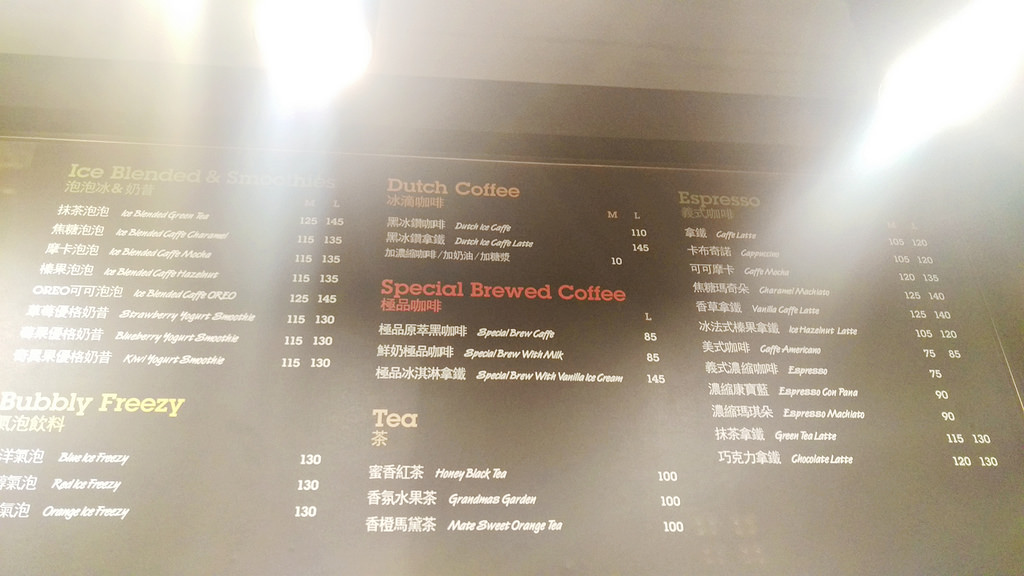 Ice Blended & Smoothies
泡泡冰&奶昔
M L
抹茶泡泡 Ice Blended Green Tea 125 145
焦糖泡泡 Ice Blended Caffe Charamel 115 135
摩卡泡泡 Ice Blended Caffe Mocha 115 135
榛果泡泡 Ice Blended Caffe Hazelnut 115 135
OREO可可泡泡 Ice Blended Caffe OREO 125 145
草莓優格奶昔 Strawberry Yogurt Smoothie 115 130
莓果優格奶昔 Blueberry Yogurt Smoothie 115 130
奇異果優格奶昔 Kiwi Yogurt Smoothie 115 130
Bubbly Freezy
氣泡飲料
洋氣泡 Blue Ice Freezy 130
氣泡 Red Ice Freezy 130
氣泡 Orange Ice Freezy 130
Dutch Coffee
冰滴咖啡
M L
黑冰鑽咖啡 Dutch Ice Caffe 110
黑冰鑽拿鐵 Dutch Ice Caffe Latte 145
加濃縮咖啡/加奶油/加糖漿 10
Special Brewed Coffee
極品咖啡
L
極品原萃黑咖啡 Special Brew Caffe 85
鮮奶極品咖啡 Special Brew With Milk 85
極品冰淇淋拿鐵 Special Brew With Vanilla Ice Cream 145
Tea
茶
蜜香紅茶 Honey Black Tea 100
香氛水果茶 Grandmas Garden 100
香橙馬黛茶 Mate Sweet Orange Tea 100
Espresso
義式咖啡
M L
拿鐵 Caffe Latte 105 120
卡布奇諾 Cappuccino 105 120
可可摩卡 Caffe Mocha 120 135
焦糖瑪奇朵 Charamel Machiato 125 140
香草拿鐵 Vanilla Caffe Latte 125 140
冰法式榛果拿鐵 Ice Hazelnut Latte 105 120
美式咖啡 Caffe Americano 75 85
義式濃縮咖啡 Espresso 75
濃縮康寶藍 Espresso Con Pana 90
濃縮瑪琪朵 Espresso Machiato 90
抹茶拿鐵 Green Tea Latte 115 130
巧克力拿鐵 Chocolate Latte 120 130